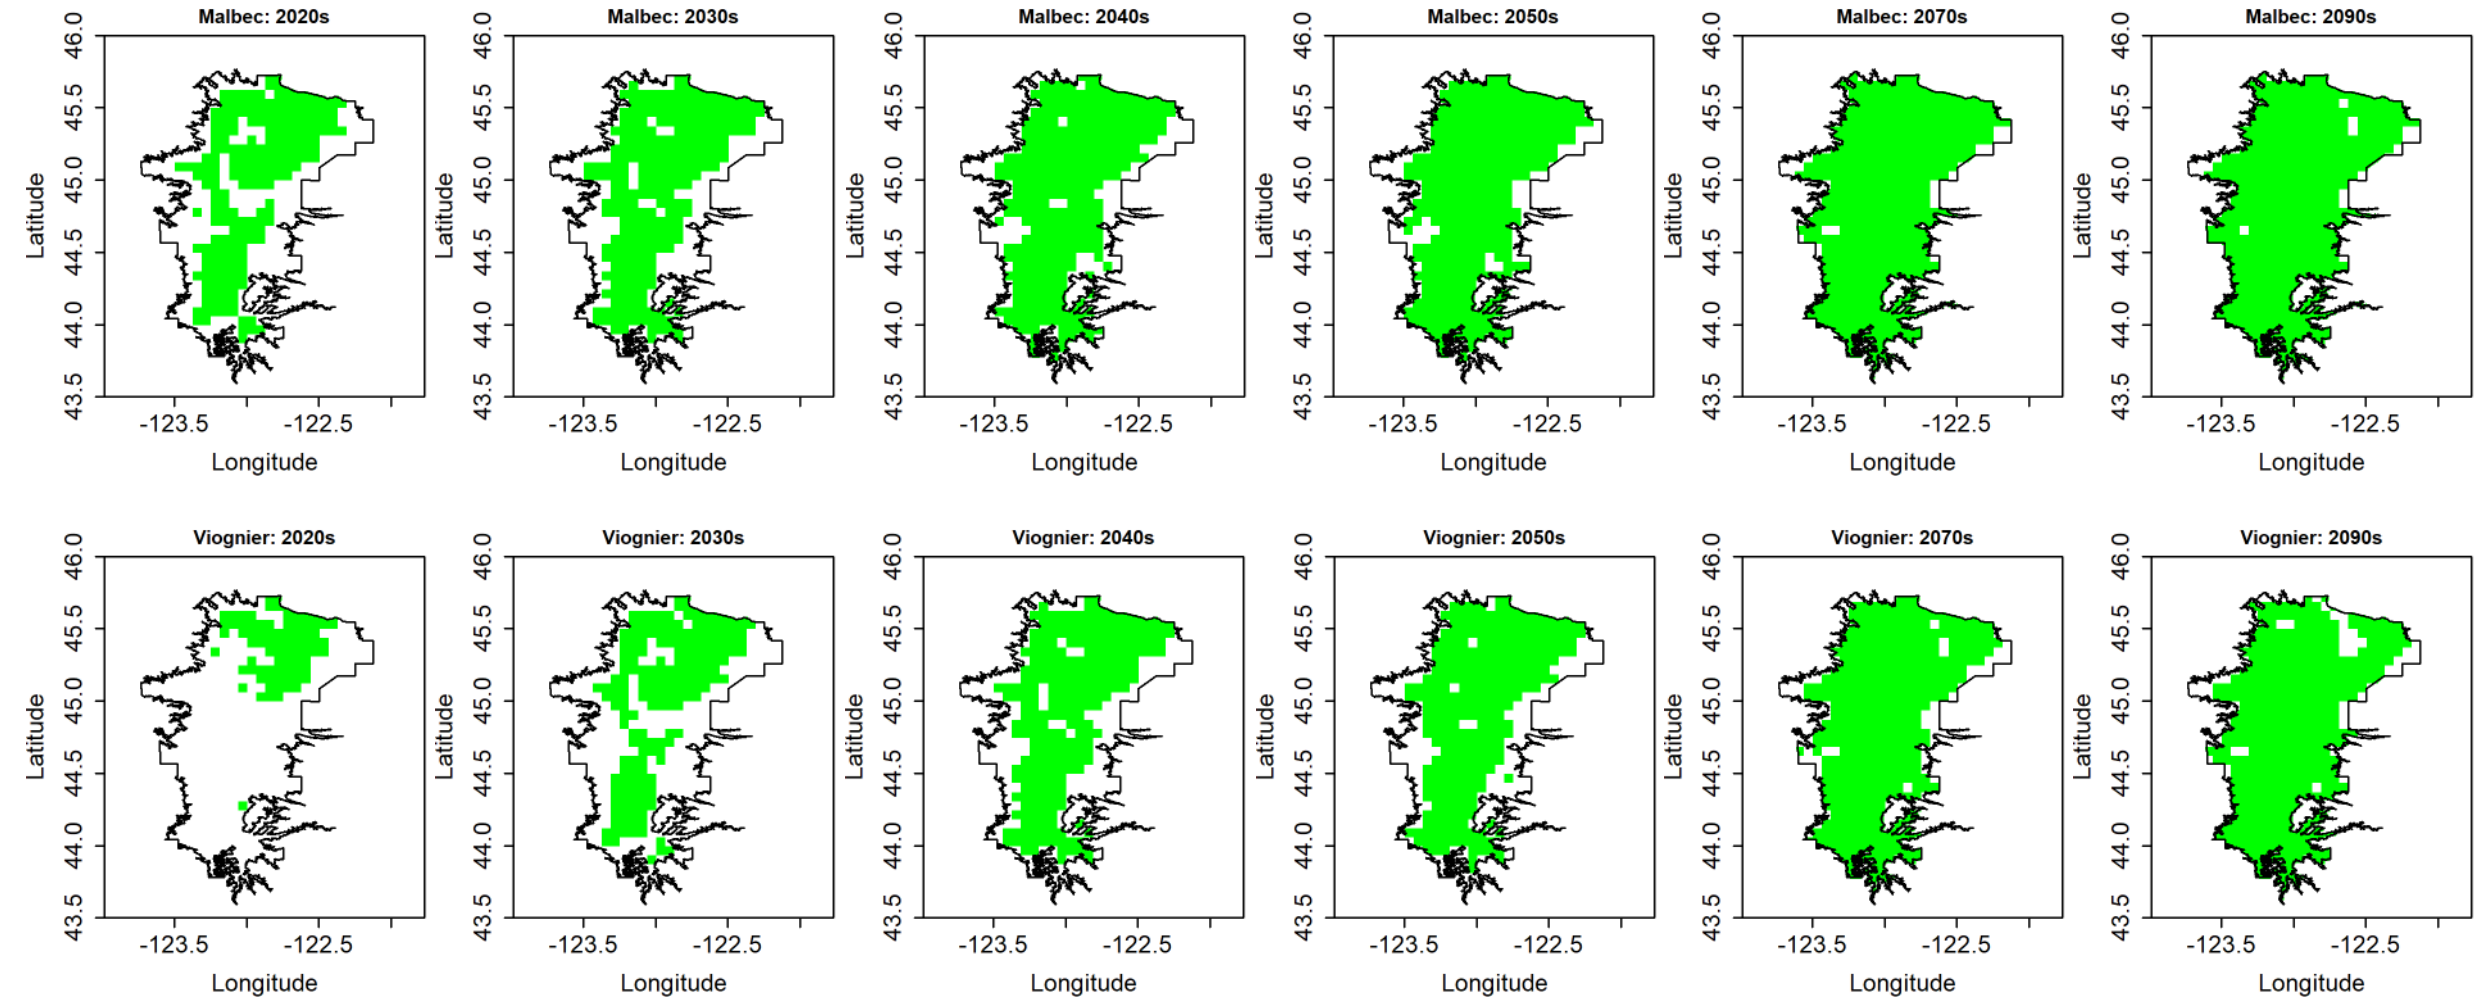 Malbec: 2020s Malbec: 2030s Malbec: 2040s Malbec: 2050s Malbec: 2070s Malbec: 2090s
46.0 46.0 46.0 46.0 46.0 46.0
45.5 45.5 45.5 45.5 45.5 45.5
45.0 45.0 45.0 45.0 45.0 45.0
Latitude Latitude Latitude Latitude Latitude Latitude
44.5 44.5 44.5 44.5 44.5 44.5
44.0 44.0 44.0 44.0 44.0 44.0
43.5 43.5 43.5 43.5 43.5 43.5
-123.5 -122.5 -123.5 -122.5 -123.5 -122.5 -123.5 -122.5 -123.5 -122.5 -123.5 -122.5
Longitude Longitude Longitude Longitude Longitude Longitude
Viognier: 2020s Viognier: 2030s Viognier: 2040s Viognier: 2050s Viognier: 2070s Viognier: 2090s
46.0 46.0 46.0 46.0 46.0 46.0
45.5 45.5 45.5 45.5 45.5 45.5
45.0 45.0 45.0 45.0 45.0 45.0
Latitude Latitude Latitude Latitude Latitude Latitude
44.5 44.5 44.5 44.5 44.5 44.5
44.0 44.0 44.0 44.0 44.0 44.0
43.5 43.5 43.5 43.5 43.5 43.5
-123.5 -122.5 -123.5 -122.5 -123.5 -122.5 -123.5 -122.5 -123.5 -122.5 -123.5 -122.5
Longitude Longitude Longitude Longitude Longitude Longitude